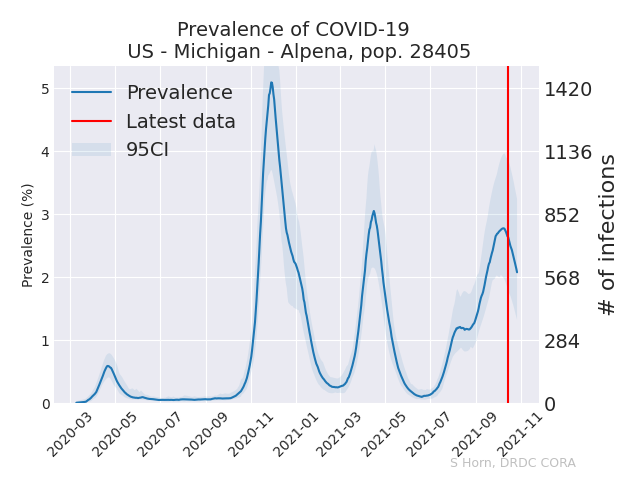 Prevalence of COVID-19
US - Michigan - Alpena, pop. 28405
Prevalence
Latest data
95CI
Prevalence (%)
5
4
3
2
1
0
1420
1136
852
568
284
0
# of infections
2020-03
2020-05
2020-07
2020-09
2020-11
2021-01
2021-03
2021-05
2021-07
2021-09
2021-11
S Horn, DRDC CORA